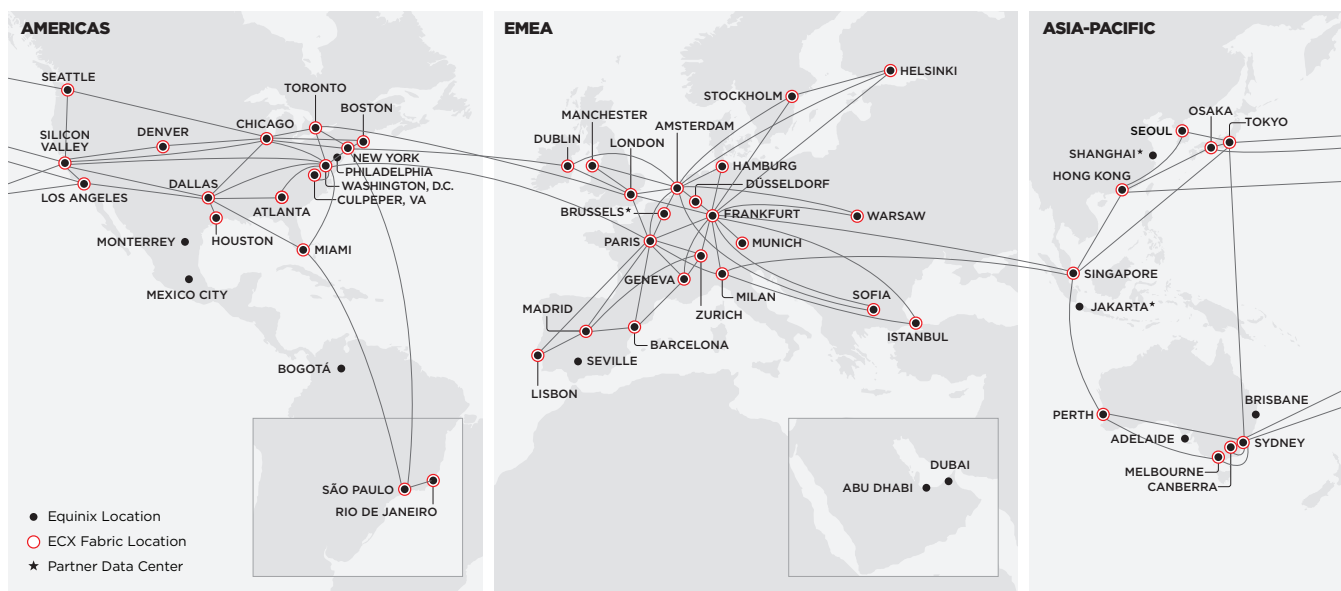 AMERICAS
SEATTLE
TORONTO
BOSTON
CHICAGO
DENVER
SILICON
VALLEY
NEW YORK
PHILADELPHIA
WASHINGTON, D.C.
CULPEPER, VA
LOS ANGELES
DALLAS
ATLANTA
HOUSTON
MONTERREY
MIAMI
MEXICO CITY
BOGOTÁ
SÃO PAULO
RIO DE JANEIRO
Equinix Location
ECX Fabric Location
★ Partner Data Center
EMEA
HELSINKI
STOCKHOLM
MANCHESTER
AMSTERDAM
DUBLIN
LONDON
HAMBURG
DÜSSELDORF
BRUSSELS★
FRANKFURT
WARSAW
PARIS
MUNICH
GENEVA
MILAN
SOFIA
ZURICH
MADRID
ISTANBUL
BARCELONA
SEVILLE
LISBON
DUBAI
ABU DHABI
ASIA-PACIFIC
OSAKA
TOKYO
SEOUL
SHANGHAI★
HONG KONG
SINGAPORE
JAKARTA★
BRISBANE
PERTH
ADELAIDE
SYDNEY
MELBOURNE
CANBERRA